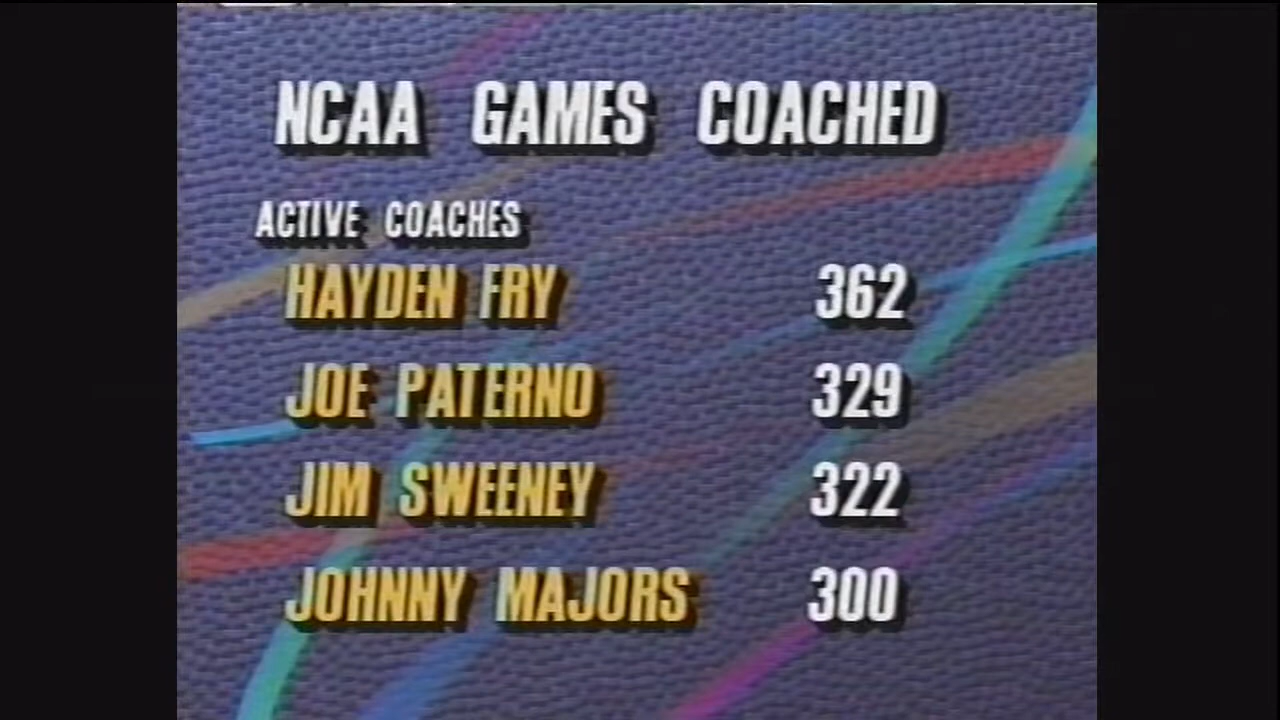 NCAA GAMES COACHED
ACTIVE COACHES
HAYDEN FRY 362
JOE PATERNO 329
JIM SWEENEY 322
JOHNNY MAJORS 300